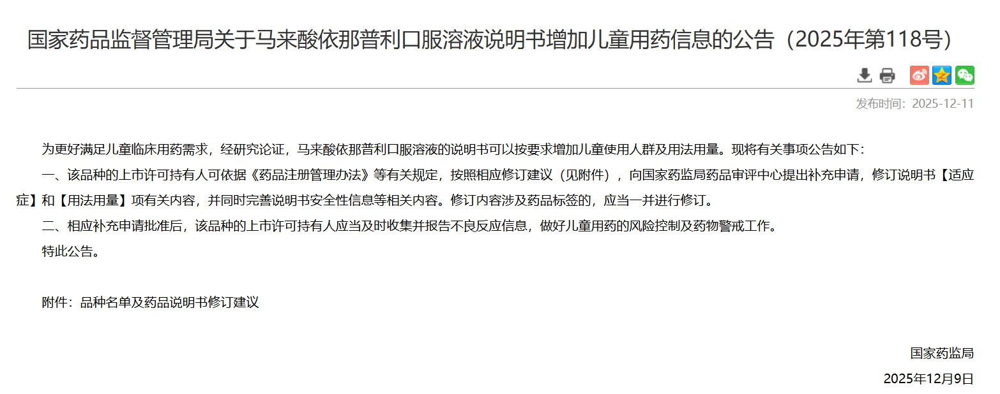 国家药品监督管理局关于马来酸依那普利口服溶液说明书增加儿童用药信息的公告（2025年第118号）
发布时间：2025-12-11
为更好满足儿童临床用药需求，经研究论证，马来酸依那普利口服溶液的说明书可以按要求增加儿童使用人群及用法用量。现将有关事项公告如下：
一、该品种的上市许可持有人可依据《药品注册管理办法》等有关规定，按照相应修订建议（见附件），向国家药监局药品审评中心提出补充申请，修订说明书【适应
症】和【用法用量】项有关内容，并同时完善说明书安全性信息等相关内容。修订内容涉及药品标签的，应当一并进行修订。
二、相应补充申请批准后，该品种的上市许可持有人应当及时收集并报告不良反应信息，做好儿童用药的风险控制及药物警戒工作。
特此公告。
附件：品种名单及药品说明书修订建议
国家药监局
2025年12月9日